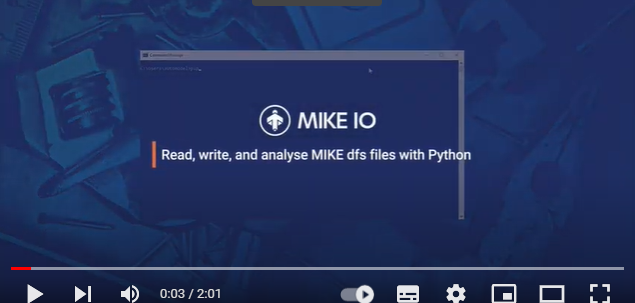 MIKE IO
Read, write, and analyse MIKE dfs files with Python
0:03 / 2:01